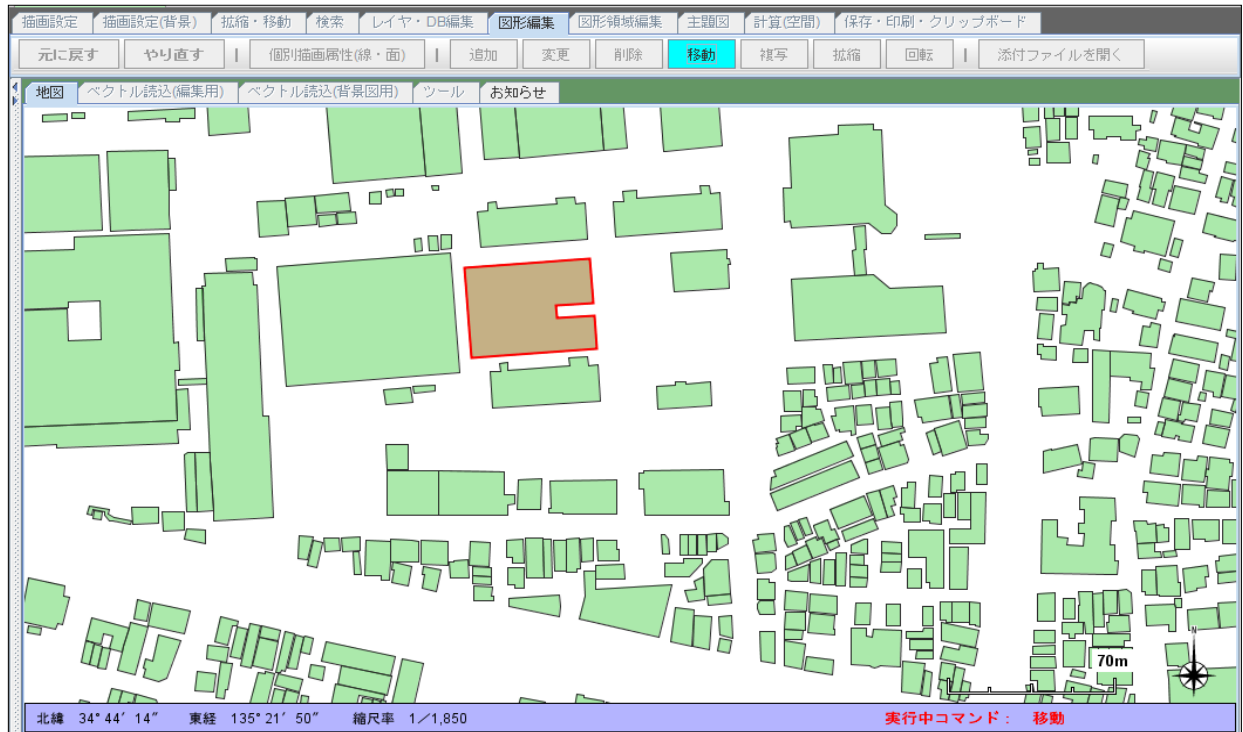 描画設定 描画設定(背景) 拡縮・移動 検索 レイヤ・DB編集 図形編集 図形領域編集 主題図 計算(空間) 保存・印刷・クリップボード
元に戻す やり直す | 個別描画属性(線・面) | 追加 変更 削除 移動 複写 拡縮 回転 | 添付ファイルを開く
地図 ベクトル読込(編集用) ベクトル読込(背景図用) ツール お知らせ
N
70m
北緯 34°44′14″ 東経 135°21′50″ 縮尺率 1／1,850 実行中コマンド： 移動